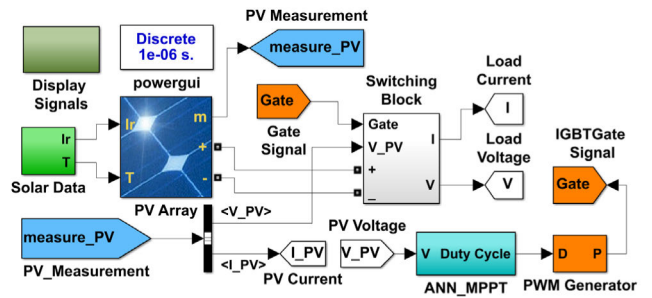 PV Measurement
Discrete
1e-06 s.
measure_PV
Display
Signals
powergui
Switching
Block
Load
Current
Gate
Gate
Signal
Ir
T
Solar Data
Ir
T
m
+
-
PV Array
Gate
V_PV
+
_
I
V
I
Load
Voltage
V
IGBTGate
Signal
Gate
measure_PV
PV_Measurement
<V_PV>
<I_PV>
I_PV
PV Current
PV Voltage
V_PV
V Duty Cycle
ANN_MPPT
D P
PWM Generator